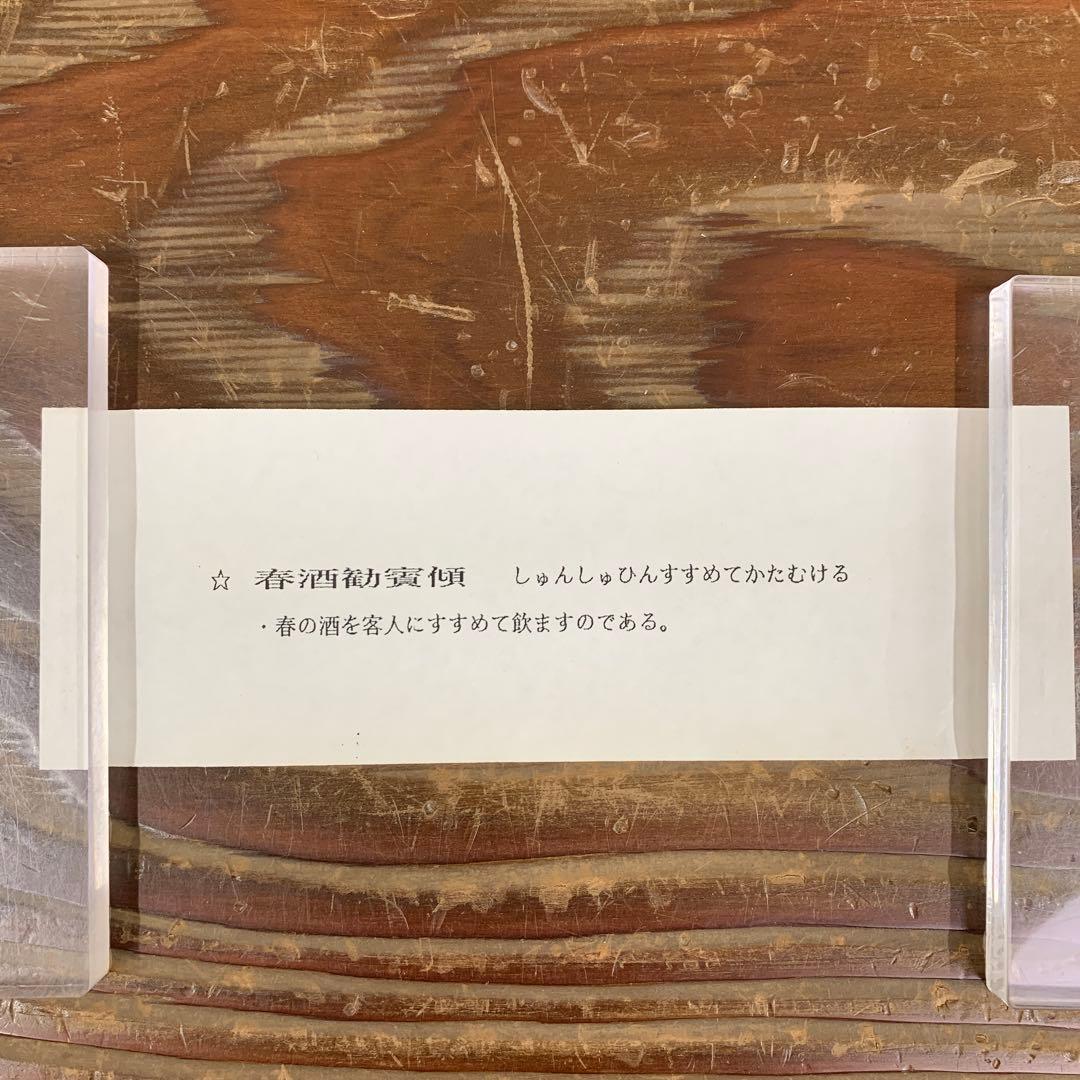 ☆ 春酒勧賓傾 しゅんしゅひんすすめてかたむける
・春の酒を客人にすすめて飲ますのである。